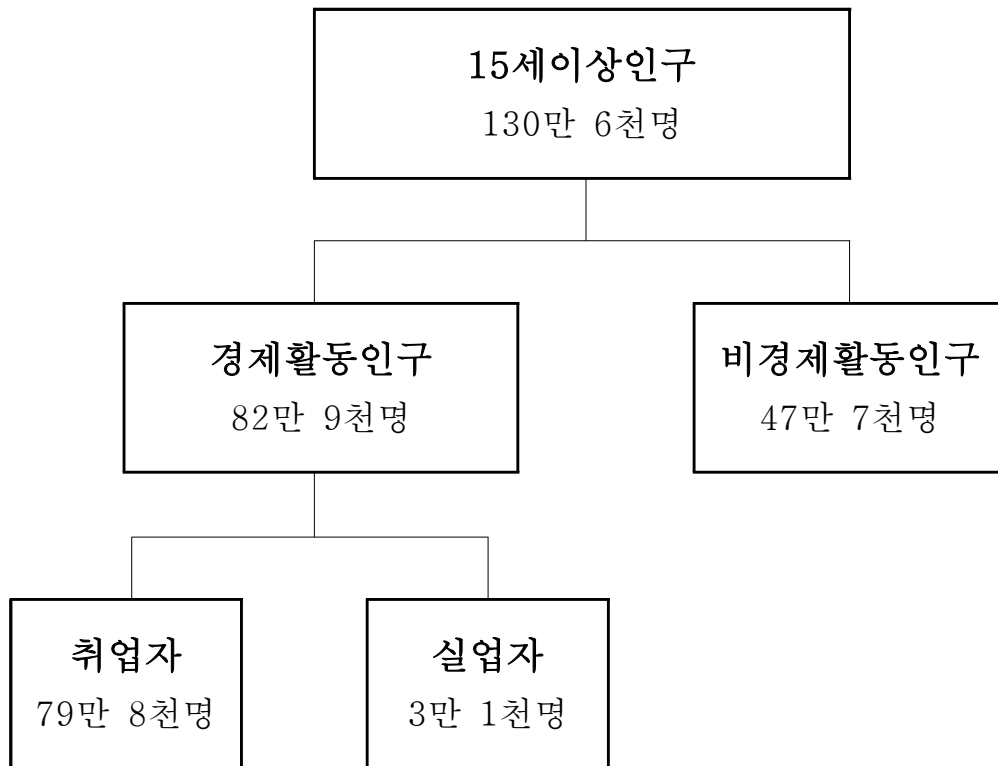 15세이상인구
130만 6천명
경제활동인구
82만 9천명
비경제활동인구
47만 7천명
취업자
79만 8천명
실업자
3만 1천명